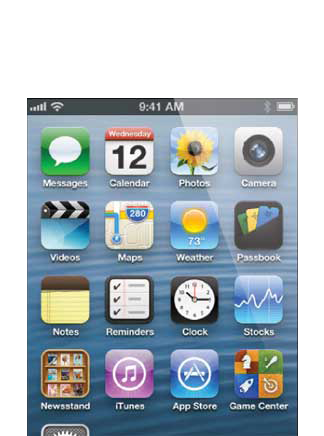 9:41 AM
Wednesday
12
Messages Calendar Photos Camera
280
73°
Videos Maps Weather Passbook
Notes Reminders Clock Stocks
Newsstand iTunes App Store Game Center